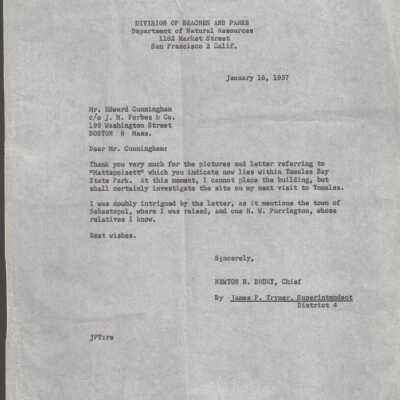 DIVISION OF BEACHES AND PARKS
Department of Natural Resources
1182 Market Street
San Francisco 2 Calif.
January 16, 1957
Mr. Edward Cunningham
c/o J. M. Forbes & Co.
199 Washington Street
BOSTON 8 Mass.
Dear Mr. Cunningham:
Thank you very much for the pictures and letter referring to
"Mattapoisett" which you indicate now lies within Tomales Bay
State Park. At this moment, I cannot place the building, but
shall certainly investigate the site on my next visit to Tomales.
I was doubly intrigued by the letter, as it mentions the town of
Sebastopol, where I was raised, and one N. W. Purrington, whose
relatives I know.
Best wishes.
Sincerely,
NEWTON B. DRURY, Chief
By James P. Tryner, Superintendent
District 4
JPT:re